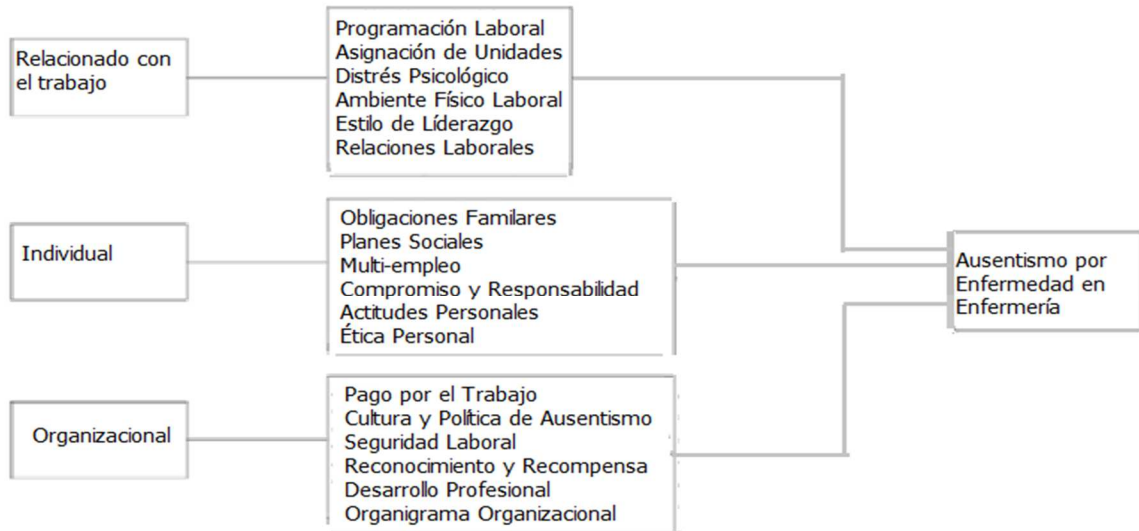 Relacionado con
el trabajo
Programación Laboral
Asignación de Unidades
Distrés Psicológico
Ambiente Físico Laboral
Estilo de Líderazgo
Relaciones Laborales
Individual
Obligaciones Familares
Planes Sociales
Multi-empleo
Compromiso y Responsabilidad
Actitudes Personales
Ética Personal
Organizacional
Pago por el Trabajo
Cultura y Política de Ausentismo
Seguridad Laboral
Reconocimiento y Recompensa
Desarrollo Profesional
Organigrama Organizacional
Ausentismo por
Enfermedad en
Enfermería